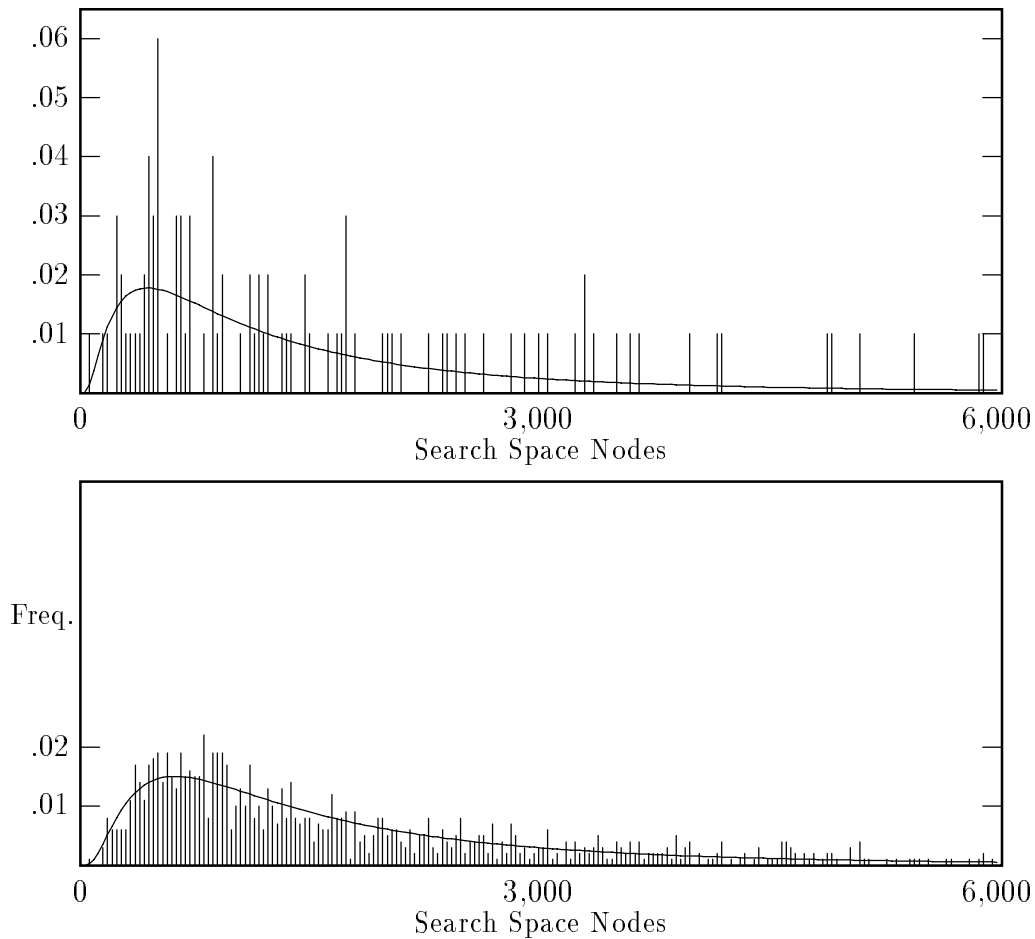 .06
.05
.04
.03
.02
.01
0 3,000 6,000
Search Space Nodes
Freq.
.02
.01
0 3,000 6,000
Search Space Nodes